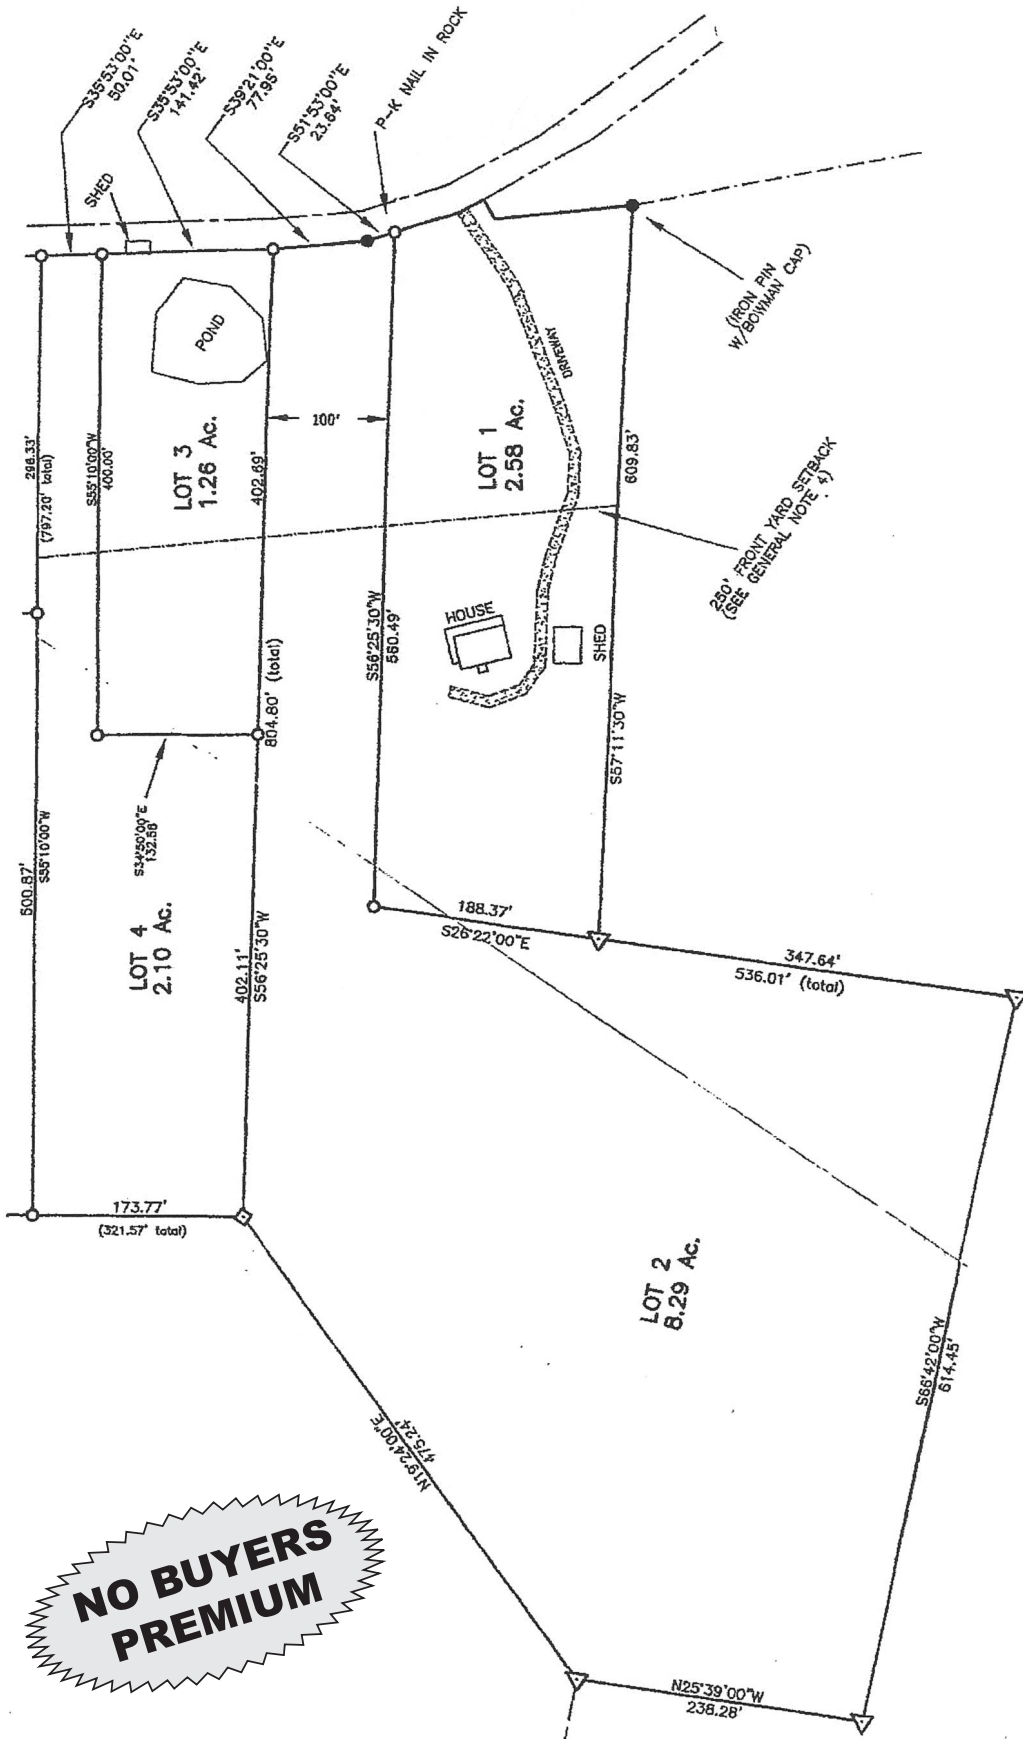 S35°53'00"E
50.01'
S35°53'00"E
141.42'
S39°21'00"E
77.95'
S51°53'00"E
23.64'
P-K NAIL IN ROCK
SHED
POND
298.33'
(797.20' total)
S55°10'00"W
400.00'
LOT 3
1.26 Ac.
402.69'
100'
LOT 1
2.58 Ac.
DRIVEWAY
609.83'
(IRON PIN
W/BOWMAN CAP)
250' FRONT YARD SETBACK
(SEE GENERAL NOTE 4)
S56°25'30"W
560.49'
HOUSE
SHED
804.80' (total)
S57°11'30"W
S34°50'00"E
132.58'
500.87'
S55°10'00"W
LOT 4
2.10 Ac.
402.11'
S56°25'30"W
188.37'
S26°22'00"E
347.64'
536.01' (total)
173.77'
(321.57' total)
LOT 2
8.29 Ac.
S66°42'00"W
614.45'
N19°24'00"E
475.24'
NO BUYERS
PREMIUM
N25°39'00"W
238.28'